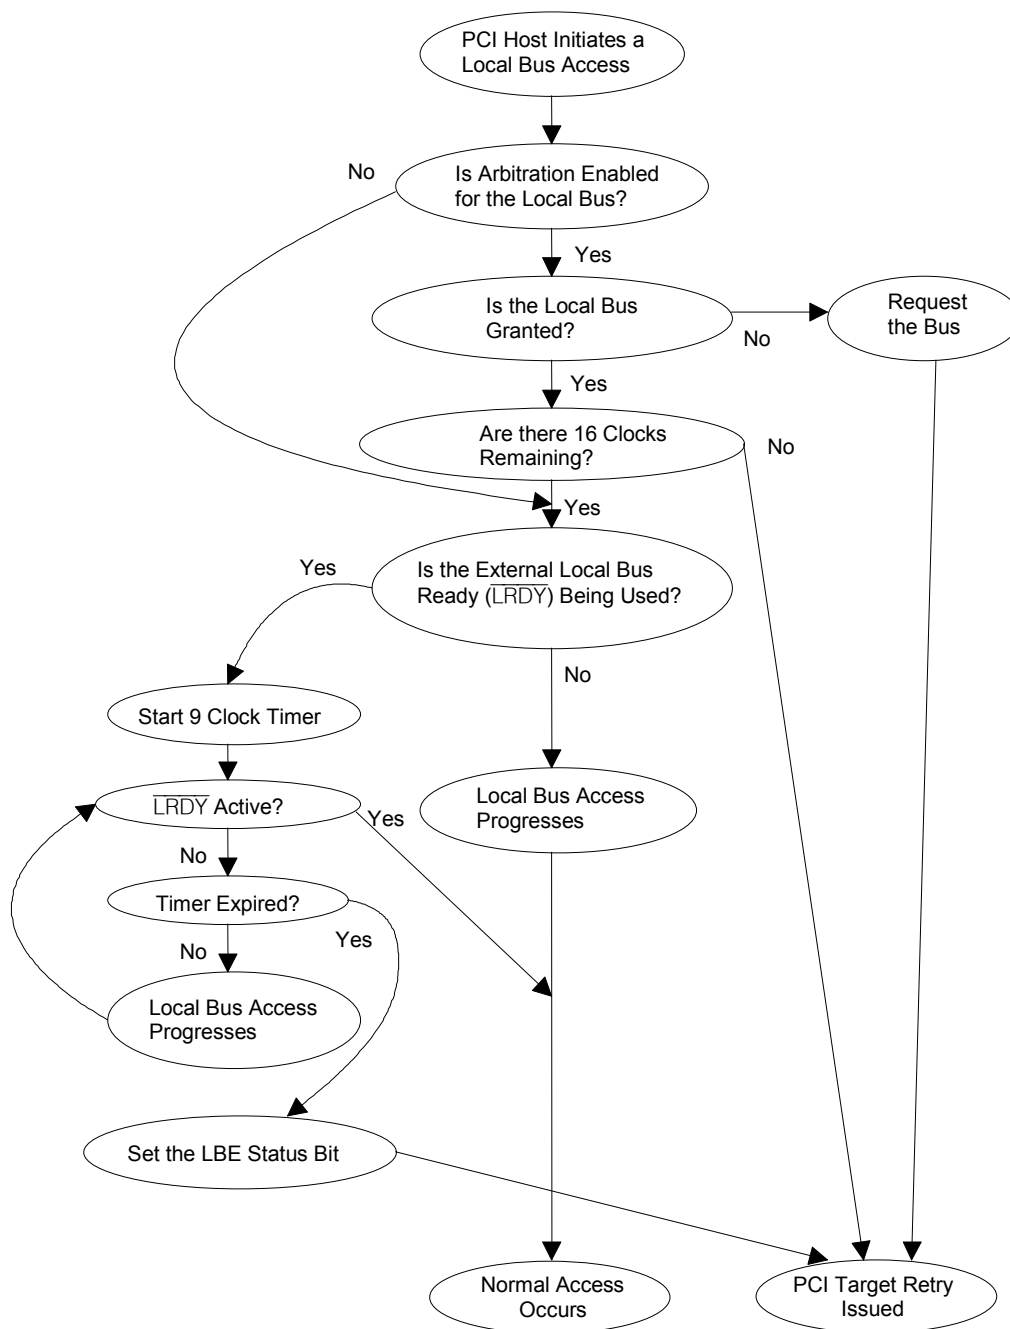 PCI Host Initiates a
Local Bus Access
No
Is Arbitration Enabled
for the Local Bus?
Yes
Is the Local Bus
Granted?
No
Request
the Bus
Yes
Are there 16 Clocks
Remaining?
No
Yes
Is the External Local Bus
Ready (L̅R̅D̅Y̅) Being Used?
Yes
No
Start 9 Clock Timer
L̅R̅D̅Y̅ Active?
Yes
Local Bus Access
Progresses
No
Timer Expired?
Yes
No
Local Bus Access
Progresses
Set the LBE Status Bit
Normal Access
Occurs
PCI Target Retry
Issued